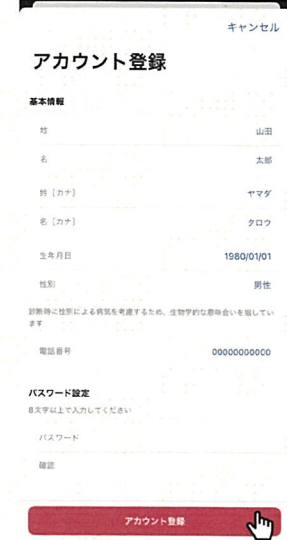 キャンセル
アカウント登録
基本情報
姓 山田
名 太郎
姓［カナ］ ヤマダ
名［カナ］ タロウ
生年月日 1980/01/01
性別 男性
診断時に性別による病気を考慮するため、生物学的な意味合いを指してい
ます
電話番号 00000000000
パスワード設定
8文字以上で入力してください
パスワード
確認
アカウント登録